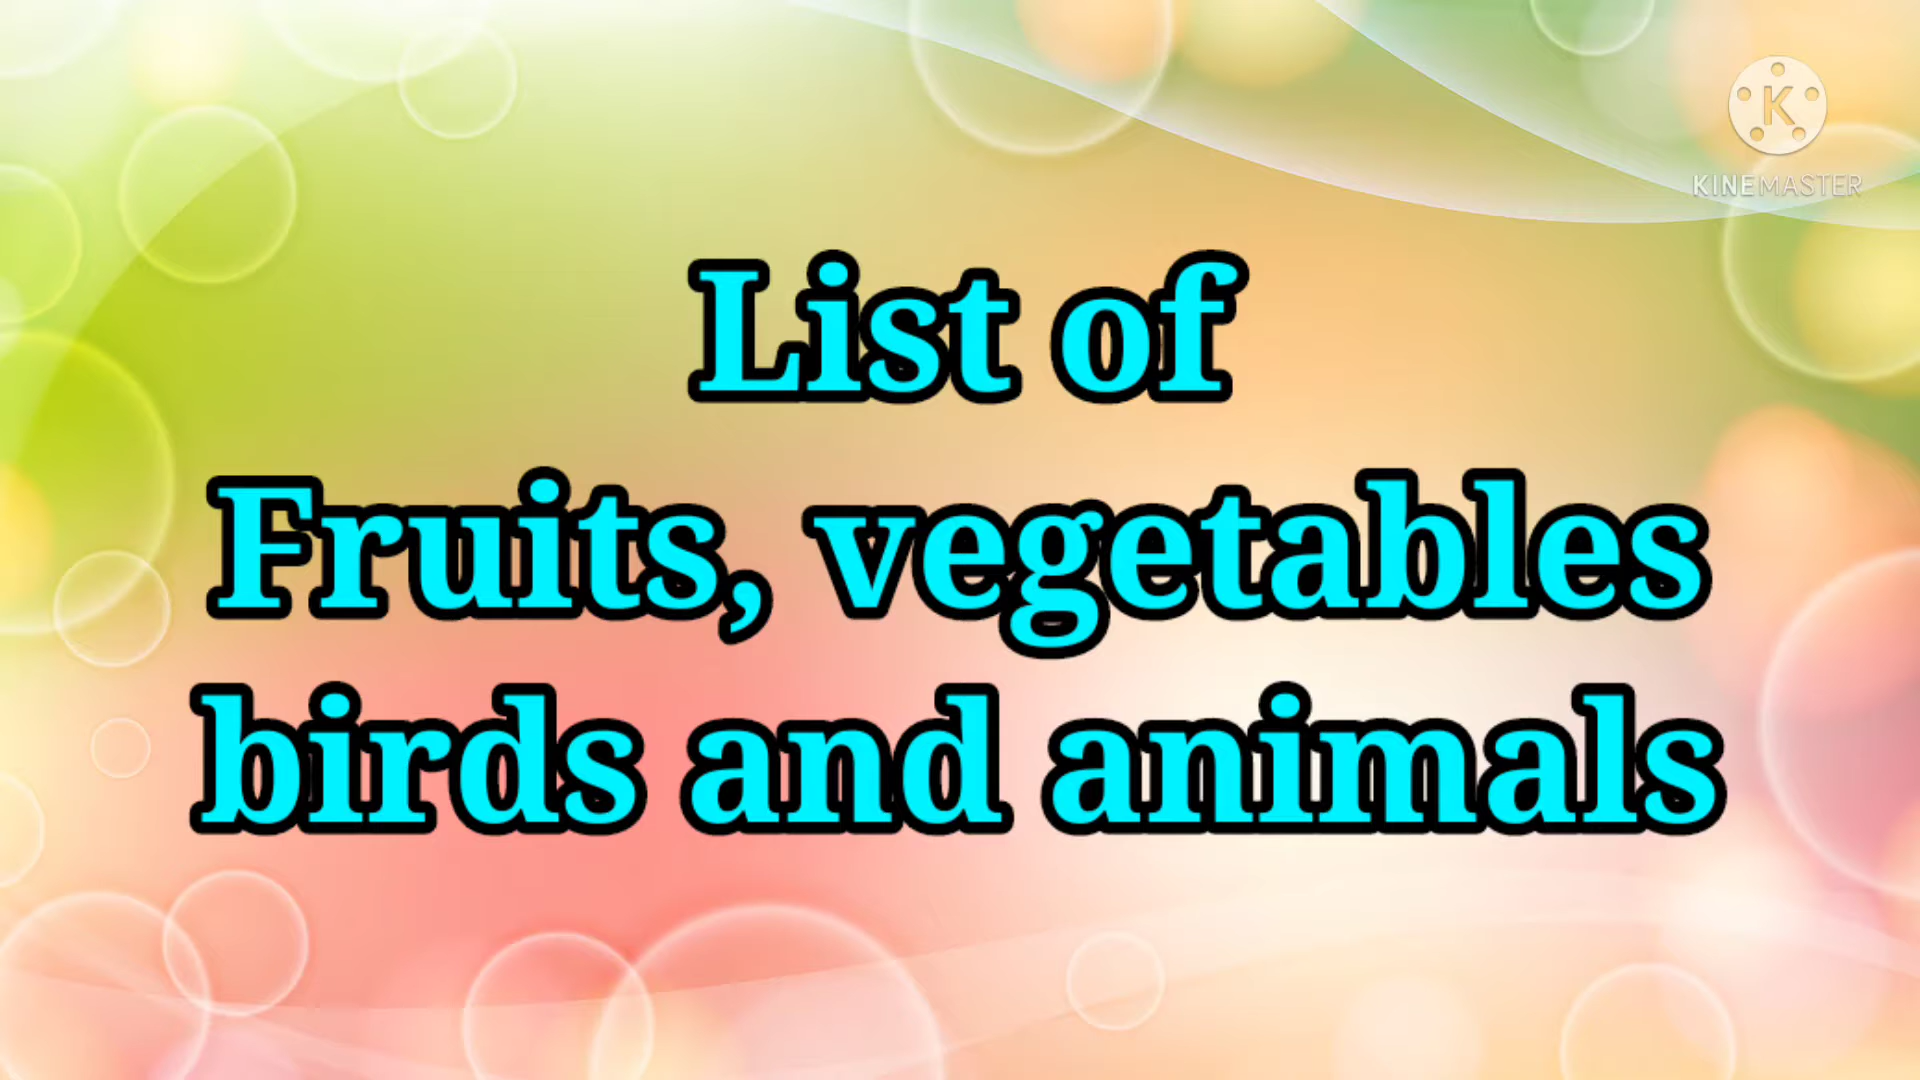 K
KINEMASTER
List of
Fruits, vegetables
birds and animals